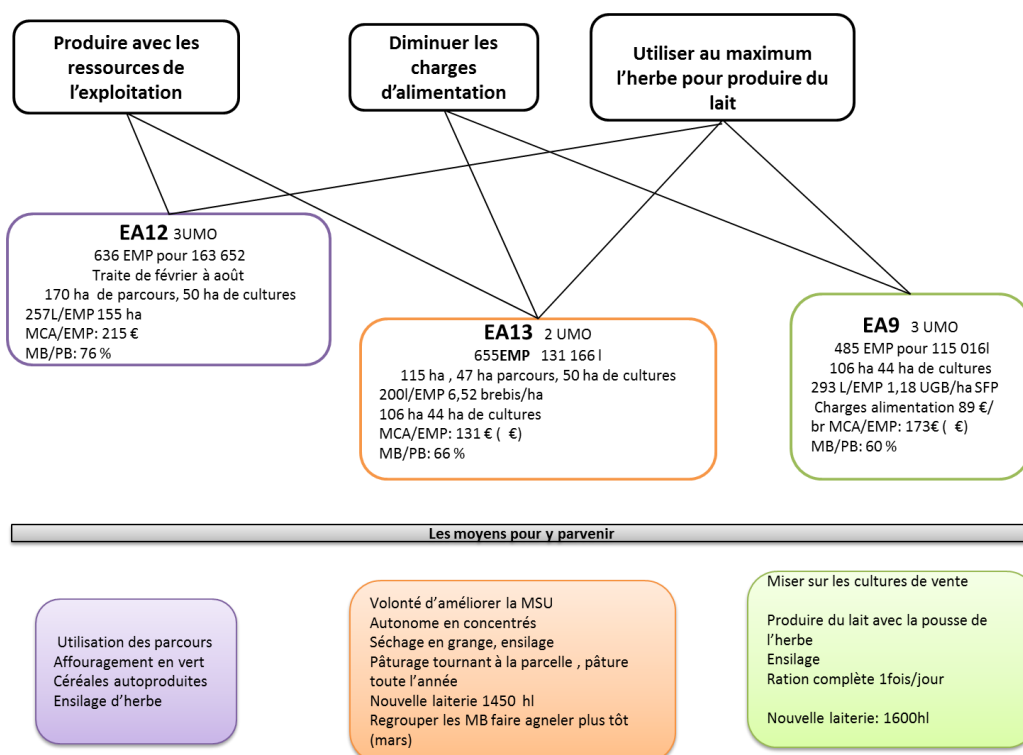 Produire avec les
ressources de
l'exploitation
Diminuer les
charges
d'alimentation
Utiliser au maximum
l'herbe pour produire du
lait
EA12 3UMO
636 EMP pour 163 652
Traite de février à août
170 ha de parcours, 50 ha de cultures
257L/EMP 155 ha
MCA/EMP: 215 €
MB/PB: 76 %
EA13 2 UMO
655EMP 131 166 l
115 ha , 47 ha parcours, 50 ha de cultures
200l/EMP 6,52 brebis/ha
106 ha 44 ha de cultures
MCA/EMP: 131 € ( €)
MB/PB: 66 %
EA9 3 UMO
485 EMP pour 115 016l
106 ha 44 ha de cultures
293 L/EMP 1,18 UGB/ha SFP
Charges alimentation 89 €/
br MCA/EMP: 173€ ( €)
MB/PB: 60 %
Les moyens pour y parvenir
Utilisation des parcours
Affouragement en vert
Céréales autoproduites
Ensilage d'herbe
Volonté d'améliorer la MSU
Autonome en concentrés
Séchage en grange, ensilage
Pâturage tournant à la parcelle , pâture
toute l'année
Nouvelle laiterie 1450 hl
Regrouper les MB faire agneler plus tôt
(mars)
Miser sur les cultures de vente
Produire du lait avec la pousse de
l'herbe
Ensilage
Ration complète 1fois/jour
Nouvelle laiterie: 1600hl